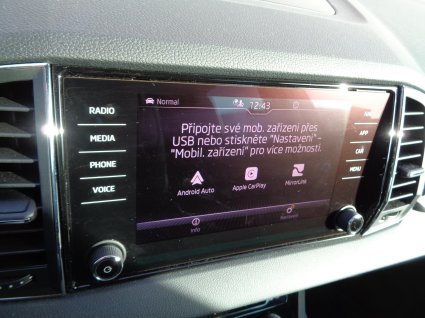 RADIO
MEDIA
PHONE
VOICE
Normal
12:43
Připojte své mob. zařízení přes
USB nebo stiskněte "Nastavení" –
"Mobil. zařízení" pro více možností.
Android Auto
Apple CarPlay
MirrorLink
Info
Nastavení
APP
CAR
MENU